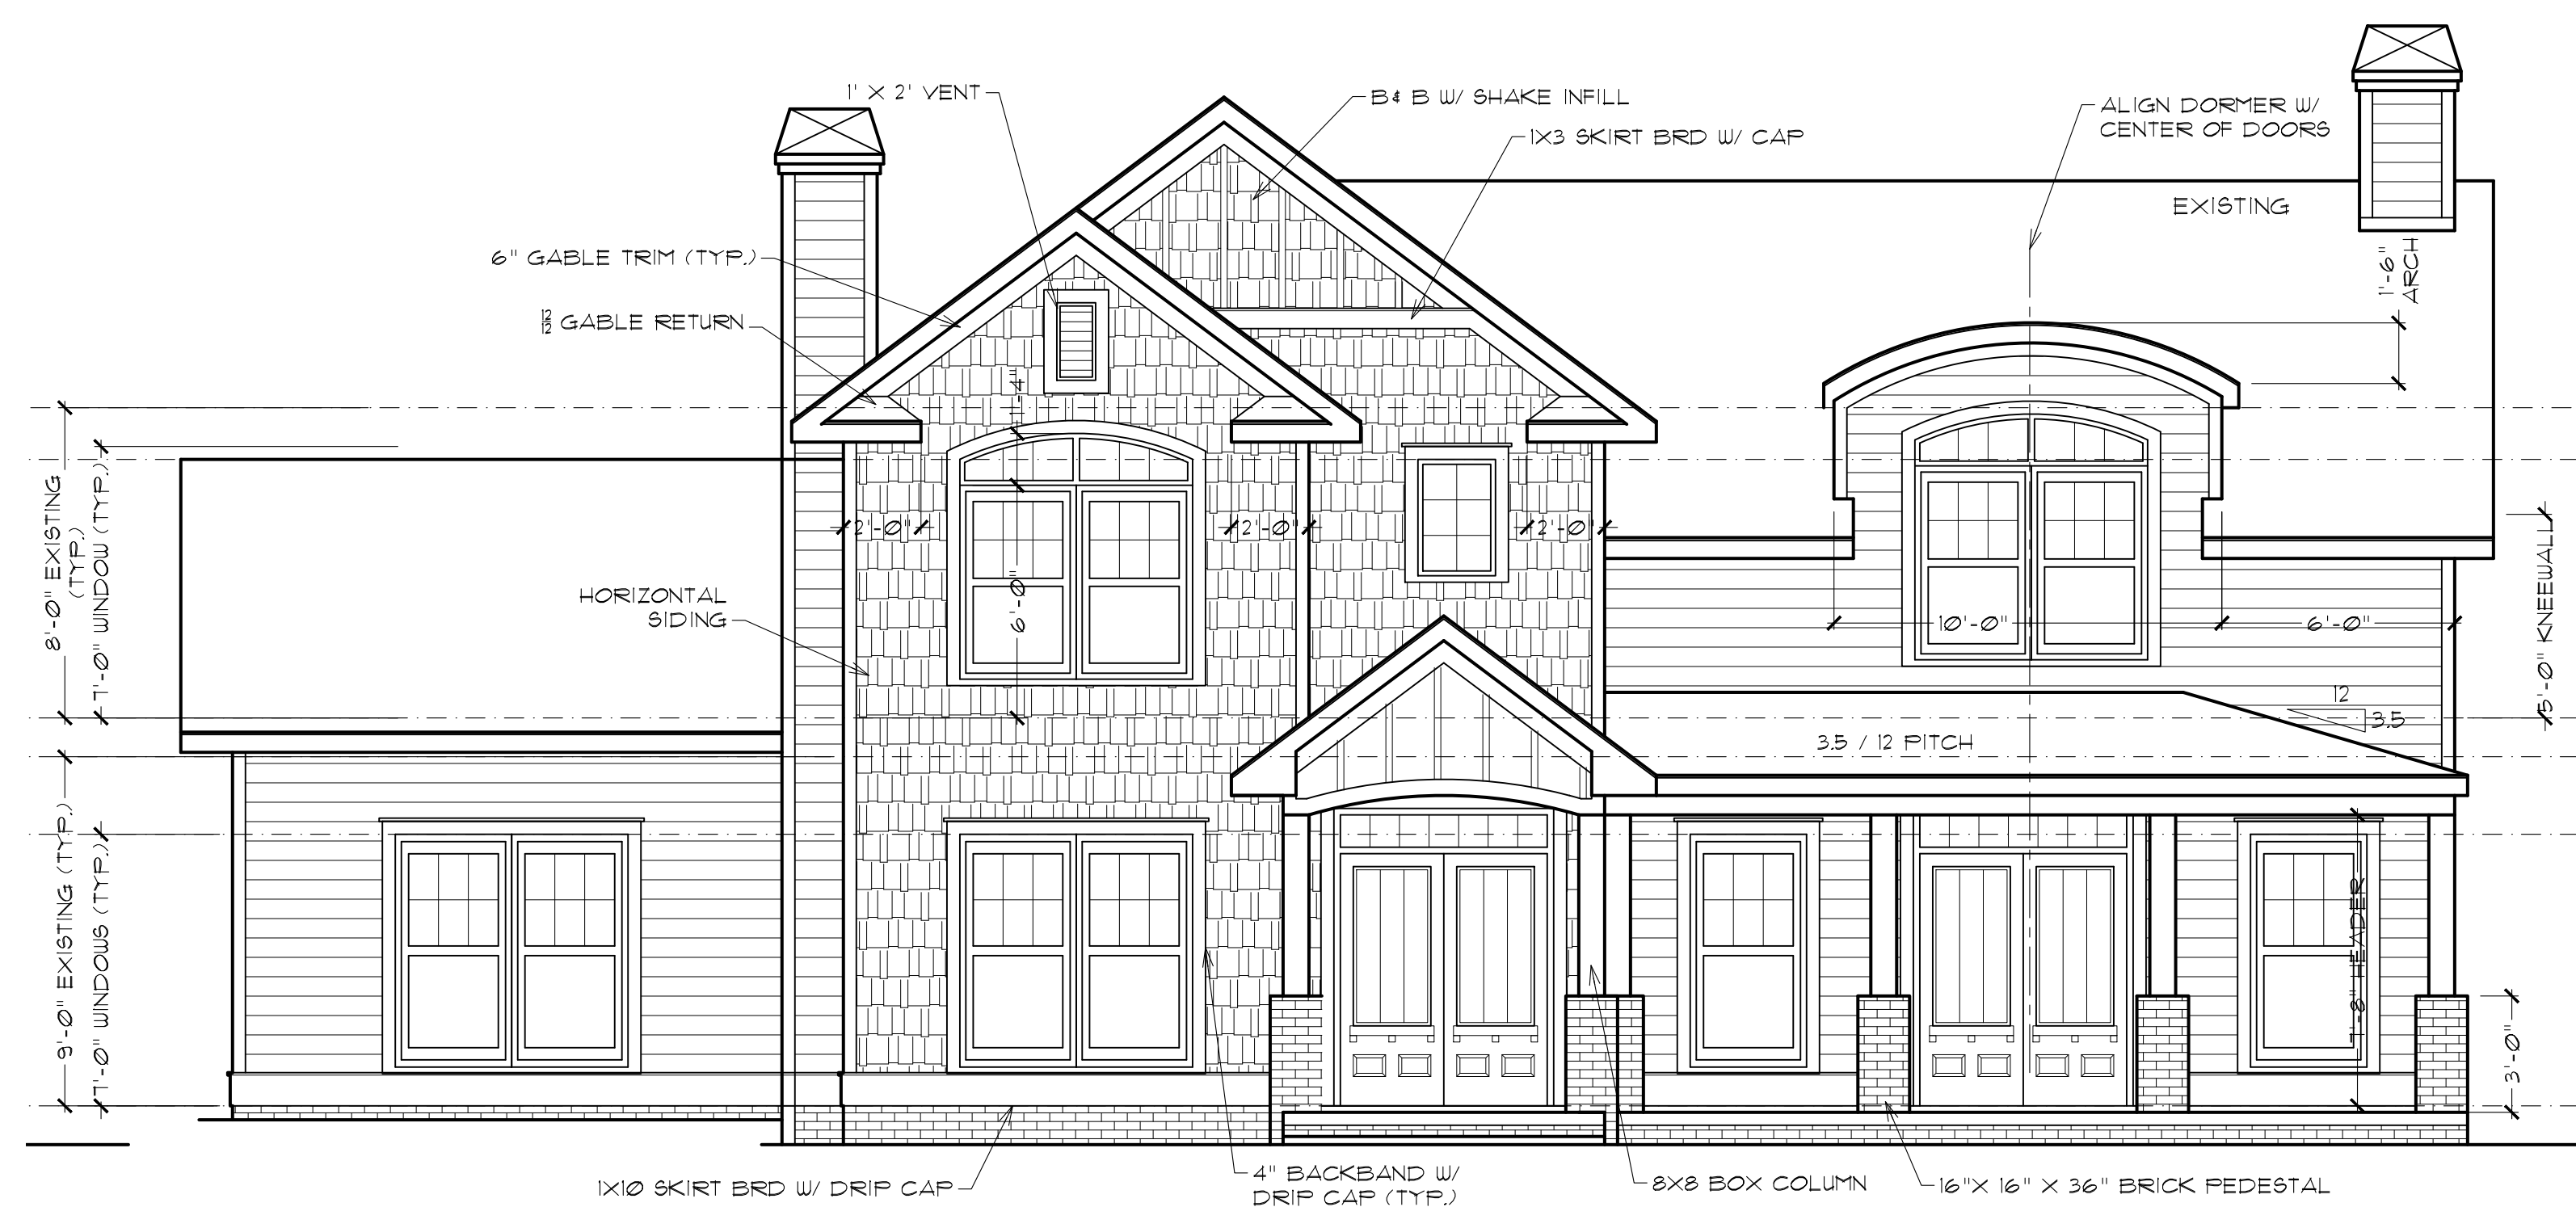 1' X 2' VENT
B & B W/ SHAKE INFILL
1X3 SKIRT BRD W/ CAP
ALIGN DORMER W/
CENTER OF DOORS
EXISTING
6" GABLE TRIM (TYP.)
12/12 GABLE RETURN
1'-6"
ARCH
1'-4"
8'-0" EXISTING
(TYP.)
7'-0" WINDOW (TYP.)
2'-0"
2'-0"
2'-0"
HORIZONTAL
SIDING
6'-0"
10'-0"
6'-0"
5'-0" KNEEWALL
12
3.5
3.5 / 12 PITCH
9'-0" EXISTING (TYP.)
7'-0" WINDOWS (TYP.)
7'-8" HEADER
3'-0"
1X10 SKIRT BRD W/ DRIP CAP
4" BACKBAND W/
DRIP CAP (TYP.)
8X8 BOX COLUMN
16"X 16" X 36" BRICK PEDESTAL